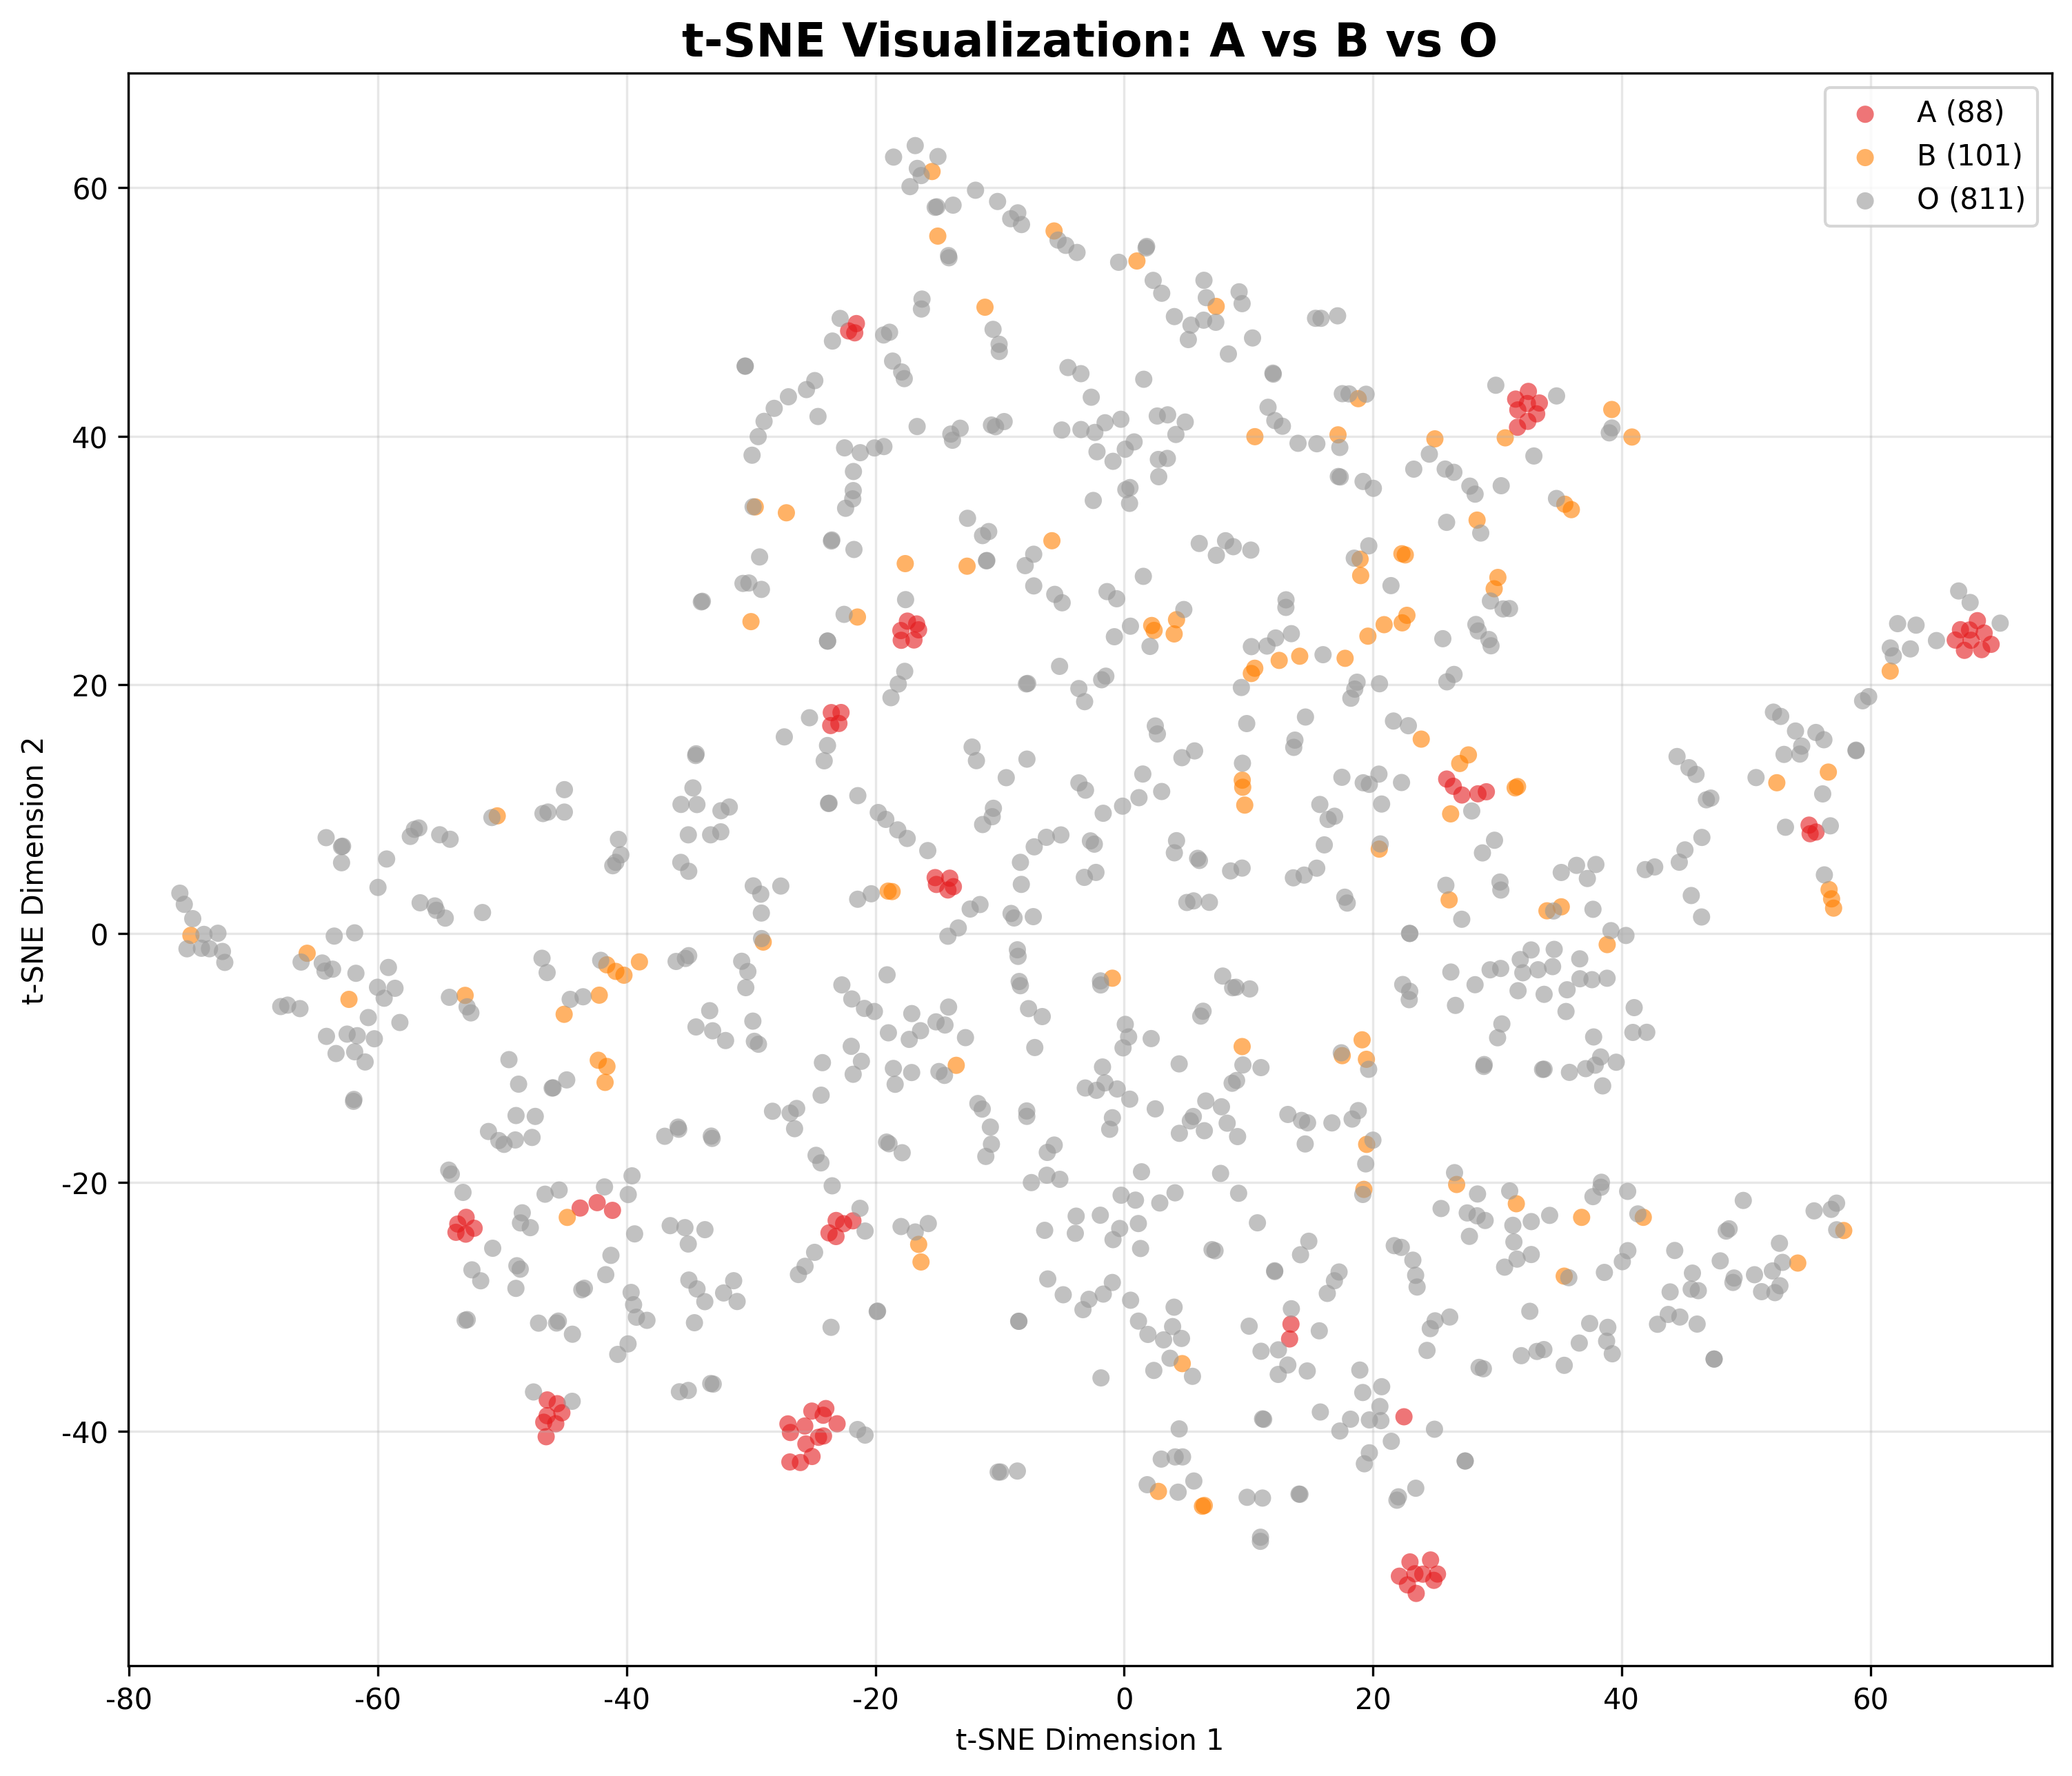 t-SNE Visualization: A vs B vs O
A (88)
B (101)
O (811)
60
40
20
0
-20
-40
t-SNE Dimension 2
-80
-60
-40
-20
0
20
40
60
t-SNE Dimension 1